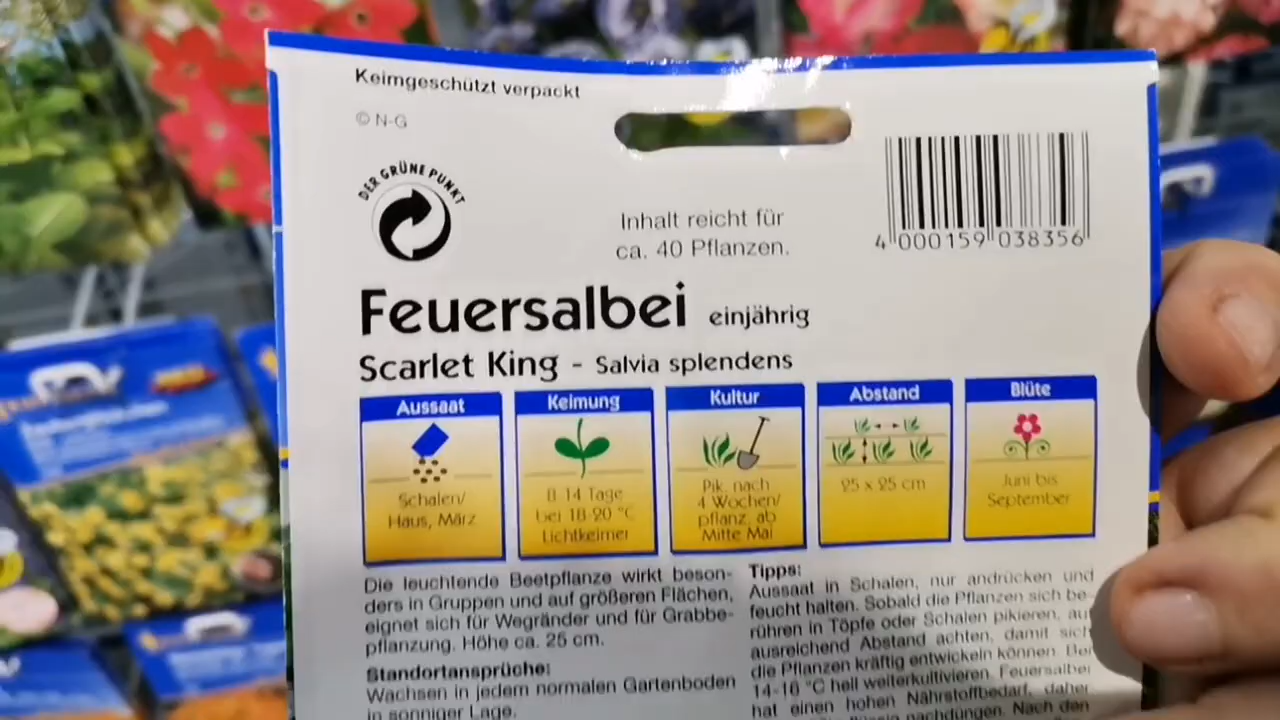 Keimgeschützt verpackt
© N-G
DER GRÜNE PUNKT
Inhalt reicht für
ca. 40 Pflanzen.
4 000159 038356
Feuersalbei einjährig
Scarlet King - Salvia splendens
Aussaat
Schalen/
Haus, März
Keimung
8-14 Tage
bei 18-20 °C
Lichtkeimer
Kultur
Pik. nach
4 Wochen/
pflanz. ab
Mitte Mai
Abstand
25 x 25 cm
Blüte
Juni bis
September
Die leuchtende Beetpflanze wirkt beson-
ders in Gruppen und auf größeren Flächen,
eignet sich für Wegränder und für Grabbe-
pflanzung. Höhe ca. 25 cm.
Standortansprüche:
Wachsen in jedem normalen Gartenboden
in sonniger Lage.
Tipps:
Aussaat in Schalen, nur andrücken und
feucht halten. Sobald die Pflanzen sich be-
rühren in Töpfe oder Schalen pikieren, auf
ausreichend Abstand achten, damit sich
die Pflanzen kräftig entwickeln können. Bei
14-16 °C hell weiterkultivieren. Feuersalbei
hat einen hohen Nährstoffbedarf, daher
nachdüngen. Nach den